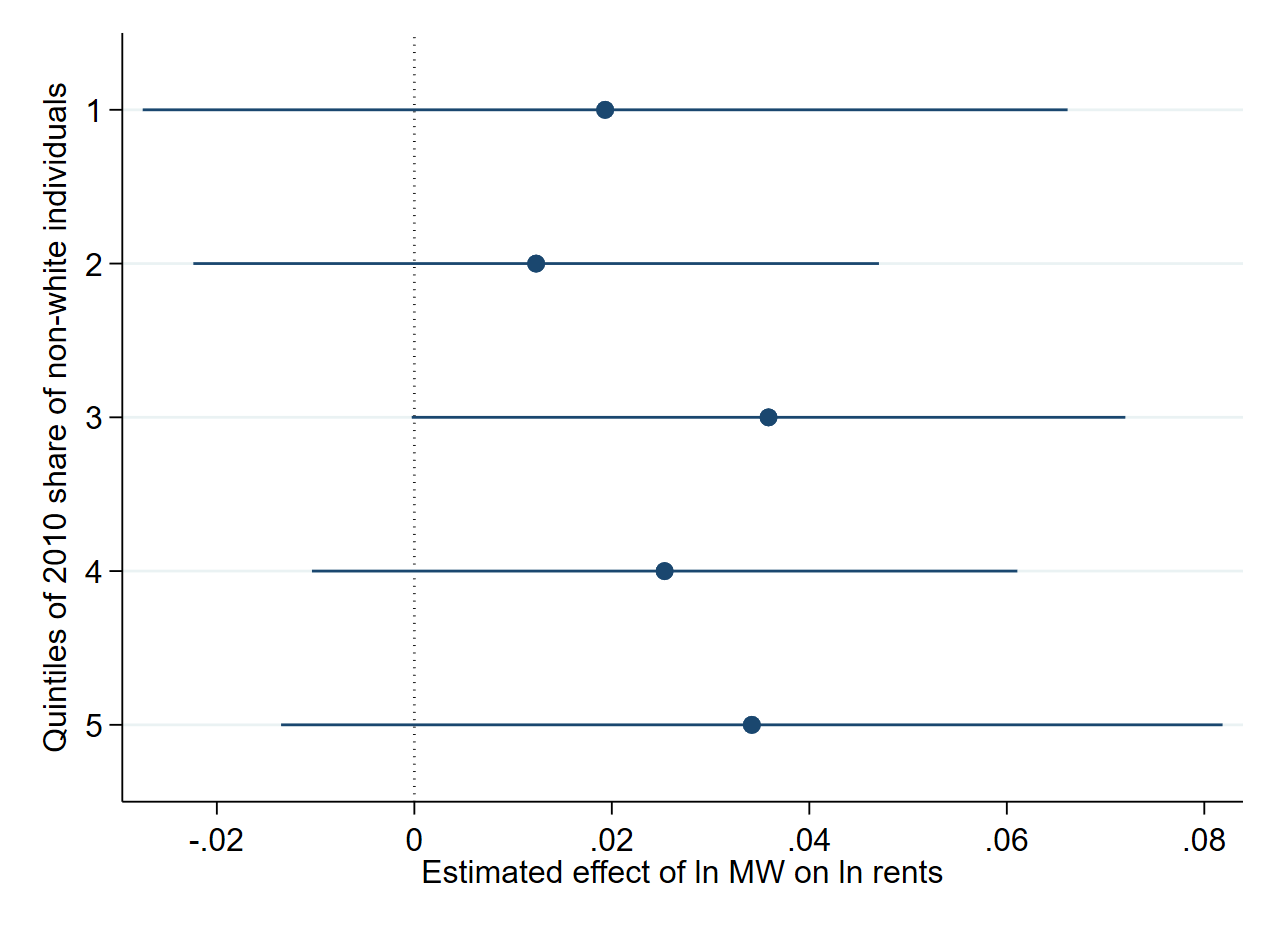 Quintiles of 2010 share of non-white individuals
1
2
3
4
5
-.02 0 .02 .04 .06 .08
Estimated effect of ln MW on ln rents